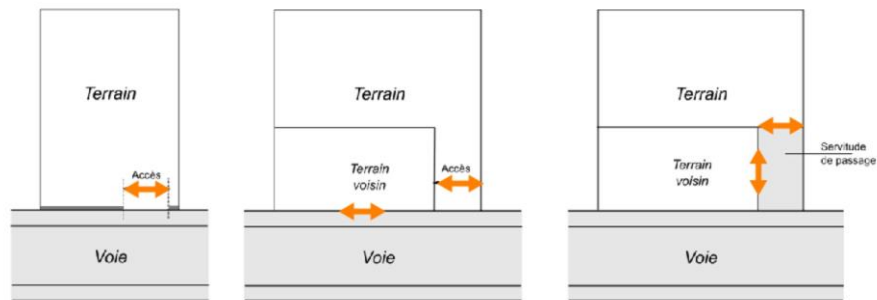 Terrain
Accès
Voie
Terrain
Terrain
voisin
Accès
Voie
Terrain
Servitude
de passage
Terrain
voisin
Voie